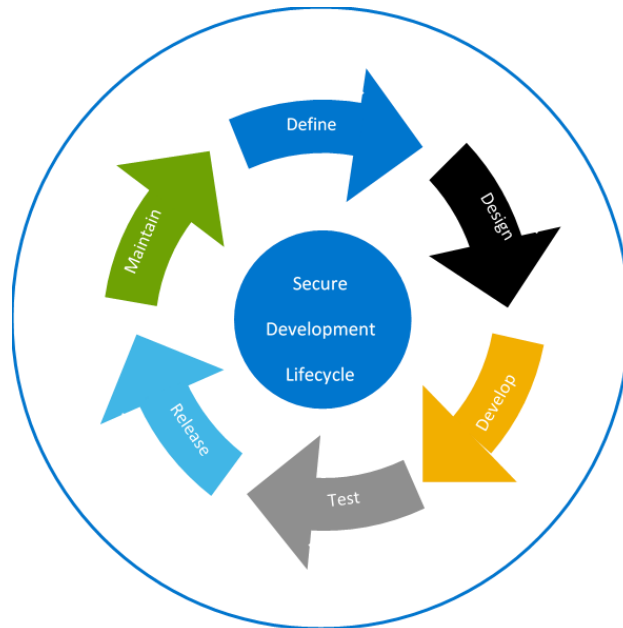 Define
Design
Develop
Test
Release
Maintain
Secure
Development
Lifecycle